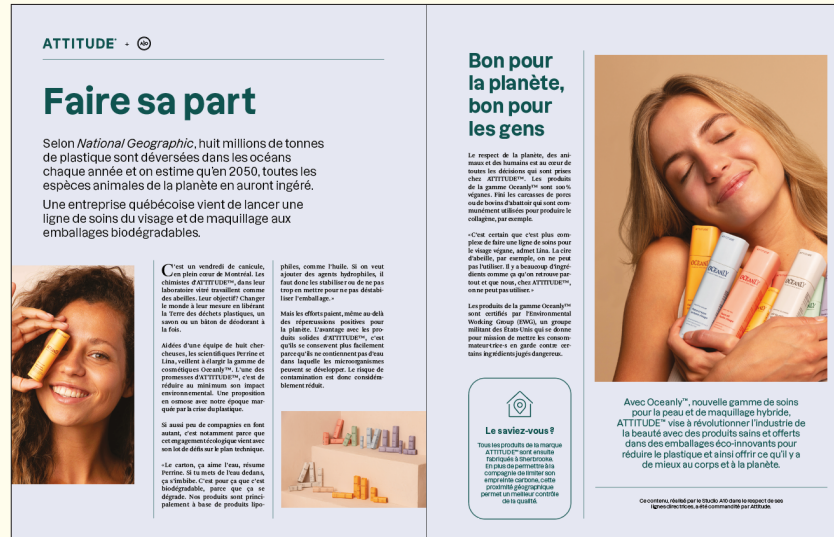 ATTITUDE + A10
Faire sa part
Selon National Geographic, huit millions de tonnes
de plastique sont déversées dans les océans
chaque année et on estime qu'en 2050, toutes les
espèces animales de la planète en auront ingéré.
Une entreprise québécoise vient de lancer une
ligne de soins du visage et de maquillage aux
emballages biodégradables.
C'est un vendredi de canicule,
en plein cœur de Montréal. Les
chimistes d'ATTITUDE™, dans leur
laboratoire vitré travaillent comme
des abeilles. Leur objectif? Changer
le monde à leur mesure en libérant
la Terre des déchets plastiques, un
savon ou un bâton de déodorant à
la fois.
Aidées d'une équipe de huit cher-
cheuses, les scientifiques Perrine et
Lina, veillent à élargir la gamme de
cosmétiques Oceanly™. L'une des
promesses d'ATTITUDE™, c'est de
réduire au minimum son impact
environnemental. Une proposition
en osmose avec notre époque mar-
quée par la crise du plastique.
Si aussi peu de compagnies en font
autant, c'est notamment parce que
cet engagement écologique vient avec
son lot de défis sur le plan technique.
«Le carton, ça aime l'eau, résume
Perrine. Si tu mets de l'eau dedans,
ça s'imbibe. C'est pour ça que c'est
biodégradable, parce que ça se
dégrade. Nos produits sont princi-
palement à base de produits lipo-
philes, comme l'huile. Si on veut
ajouter des agents hydrophiles, il
faut donc les stabiliser ou de ne pas
trop en mettre pour ne pas déstabi-
liser l'emballage.»
Mais les efforts paient, même au-delà
des répercussions positives pour
la planète. L'avantage avec les pro-
duits solides d'ATTITUDE™, c'est
qu'ils se conservent plus facilement
parce qu'ils ne contiennent pas d'eau
dans laquelle les microorganismes
peuvent se développer. Le risque de
contamination est donc considéra-
blement réduit.
Bon pour
la planète,
bon pour
les gens
Le respect de la planète, des ani-
maux et des humains est au cœur de
toutes les décisions qui sont prises
chez ATTITUDE™. Les produits
de la gamme Oceanly™ sont 100 %
véganes. Fini les carcasses de porcs
ou de bovins d'abattoir qui sont com-
munément utilisées pour produire le
collagène, par exemple.
«C'est certain que c'est plus com-
plexe de faire une ligne de soins pour
le visage végane, admet Lina. La cire
d'abeille, par exemple, on ne peut
pas l'utiliser. Il y a beaucoup d'ingré-
dients comme ça qu'on retrouve par-
tout et que nous, chez ATTITUDE™,
on ne peut pas utiliser.»
Les produits de la gamme Oceanly™
sont certifiés par l'Environmental
Working Group (EWG), un groupe
militant des États-Unis qui se donne
pour mission de mettre les consom-
mateur·trice·s en garde contre cer-
tains ingrédients jugés dangereux.
Le saviez-vous?
Tous les produits de la marque
ATTITUDE™ sont ensuite
fabriqués à Sherbrooke.
En plus de permettre à la
compagnie de limiter son
empreinte carbone, cette
proximité géographique
permet un meilleur contrôle
de la qualité.
OCEANLY
OCEANLY
OCEANLY
OCEANLY
Avec Oceanly™, nouvelle gamme de soins
pour la peau et de maquillage hybride,
ATTITUDE™ vise à révolutionner l'industrie de
la beauté avec des produits sains et offerts
dans des emballages éco-innovants pour
réduire le plastique et ainsi offrir ce qu'il y a
de mieux au corps et à la planète.
Ce contenu, réalisé par le Studio A10 dans le respect de ses
lignes directrices, a été commandité par Attitude.